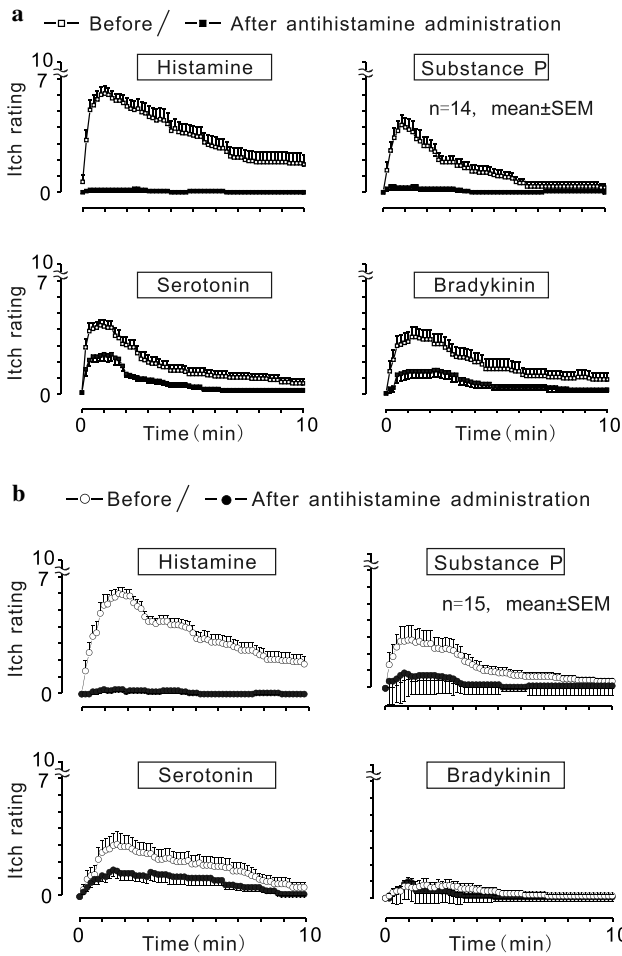 a
Before / After antihistamine administration
Histamine
Substance P
n=14, mean±SEM
10
7
0
Itch rating
Serotonin
Bradykinin
10
7
0
Itch rating
0 10 0 10
Time (min) Time (min)
b
Before / After antihistamine administration
Histamine
Substance P
n=15, mean±SEM
10
7
0
Itch rating
Serotonin
Bradykinin
10
7
0
Itch rating
0 10 0 10
Time (min) Time (min)